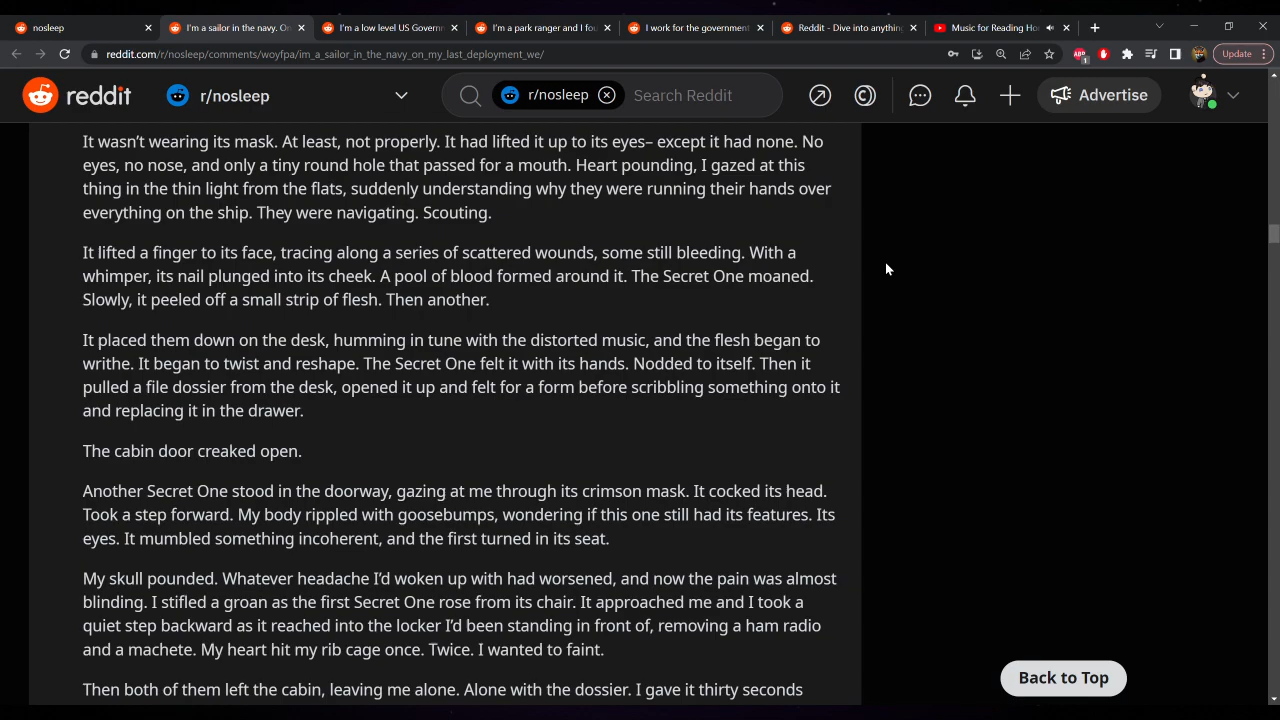 nosleep
I'm a sailor in the navy. On
I'm a low level US Governm
I'm a park ranger and I fou
I work for the government
Reddit - Dive into anything
Music for Reading Ho
reddit.com/r/nosleep/comments/woyfpa/im_a_sailor_in_the_navy_on_my_last_deployment_we/
Update
reddit
r/nosleep
r/nosleep
Search Reddit
Advertise
It wasn’t wearing its mask. At least, not properly. It had lifted it up to its eyes– except it had none. No
eyes, no nose, and only a tiny round hole that passed for a mouth. Heart pounding, I gazed at this
thing in the thin light from the flats, suddenly understanding why they were running their hands over
everything on the ship. They were navigating. Scouting.
It lifted a finger to its face, tracing along a series of scattered wounds, some still bleeding. With a
whimper, its nail plunged into its cheek. A pool of blood formed around it. The Secret One moaned.
Slowly, it peeled off a small strip of flesh. Then another.
It placed them down on the desk, humming in tune with the distorted music, and the flesh began to
writhe. It began to twist and reshape. The Secret One felt it with its hands. Nodded to itself. Then it
pulled a file dossier from the desk, opened it up and felt for a form before scribbling something onto it
and replacing it in the drawer.
The cabin door creaked open.
Another Secret One stood in the doorway, gazing at me through its crimson mask. It cocked its head.
Took a step forward. My body rippled with goosebumps, wondering if this one still had its features. Its
eyes. It mumbled something incoherent, and the first turned in its seat.
My skull pounded. Whatever headache I’d woken up with had worsened, and now the pain was almost
blinding. I stifled a groan as the first Secret One rose from its chair. It approached me and I took a
quiet step backward as it reached into the locker I’d been standing in front of, removing a ham radio
and a machete. My heart hit my rib cage once. Twice. I wanted to faint.
Then both of them left the cabin, leaving me alone. Alone with the dossier. I gave it thirty seconds
Back to Top